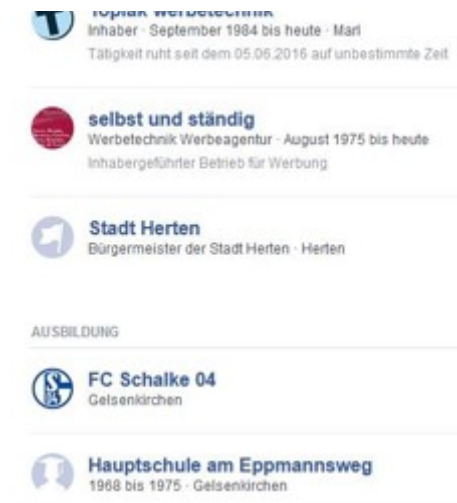 Toplak Werbetechnik
Inhaber · September 1984 bis heute · Marl
Tätigkeit ruht seit dem 05.06.2016 auf unbestimmte Zeit
selbst und ständig
Werbetechnik Werbeagentur · August 1975 bis heute
Inhabergeführter Betrieb für Werbung
Stadt Herten
Bürgermeister der Stadt Herten · Herten
AUSBILDUNG
FC Schalke 04
Gelsenkirchen
Hauptschule am Eppmannsweg
1968 bis 1975 · Gelsenkirchen